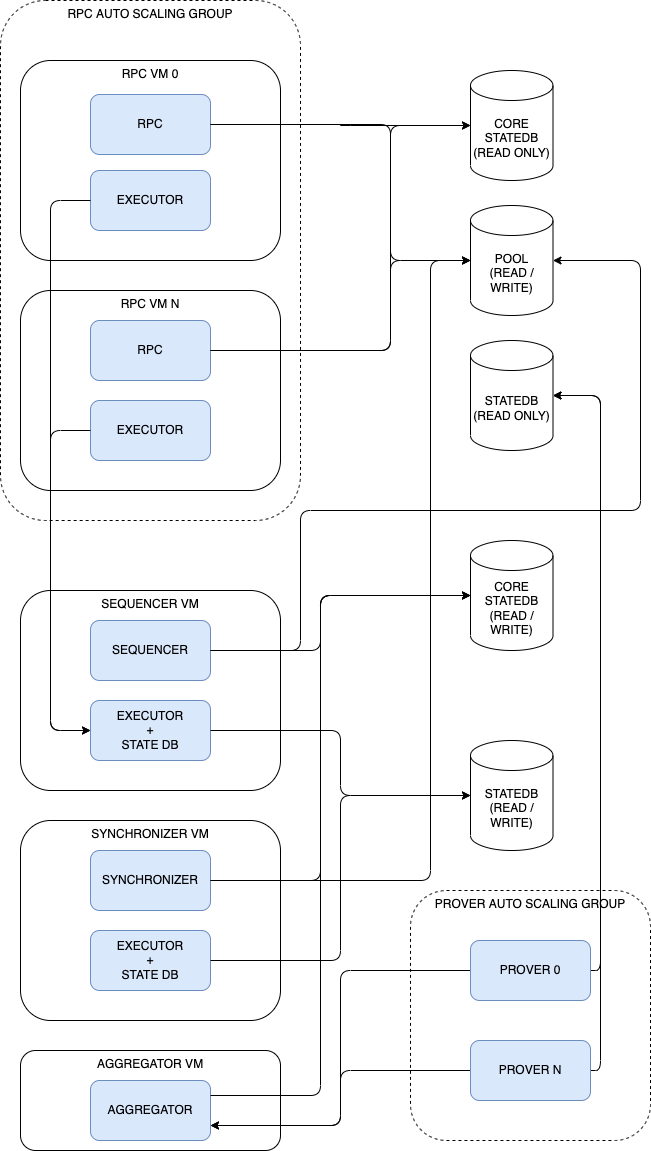 RPC AUTO SCALING GROUP
RPC VM 0
RPC
EXECUTOR
RPC VM N
RPC
EXECUTOR
CORE
STATEDB
(READ ONLY)
POOL
(READ /
WRITE)
STATEDB
(READ ONLY)
SEQUENCER VM
SEQUENCER
EXECUTOR
+
STATE DB
CORE
STATEDB
(READ /
WRITE)
STATEDB
(READ /
WRITE)
SYNCHRONIZER VM
SYNCHRONIZER
EXECUTOR
+
STATE DB
PROVER AUTO SCALING GROUP
PROVER 0
PROVER N
AGGREGATOR VM
AGGREGATOR